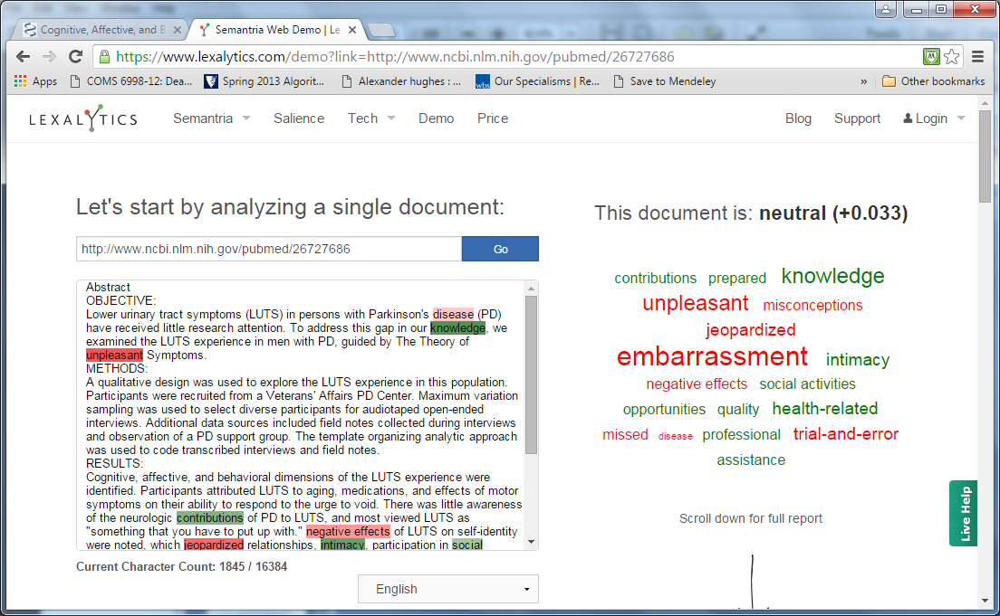 Cognitive, Affective, and B
Semantria Web Demo | Le
https://www.lexalytics.com/demo?link=http://www.ncbi.nlm.nih.gov/pubmed/26727686
Apps COMS 6998-12: Dea... Spring 2013 Algorit... Alexander hughes : ... wbs Our Specialisms | Re... Save to Mendeley » Other bookmarks
LEXALYTICS Semantria Salience Tech Demo Price Blog Support Login
Let's start by analyzing a single document:
http://www.ncbi.nlm.nih.gov/pubmed/26727686 Go
Abstract
OBJECTIVE:
Lower urinary tract symptoms (LUTS) in persons with Parkinson's disease (PD)
have received little research attention. To address this gap in our knowledge, we
examined the LUTS experience in men with PD, guided by The Theory of
unpleasant Symptoms.
METHODS:
A qualitative design was used to explore the LUTS experience in this population.
Participants were recruited from a Veterans' Affairs PD Center. Maximum variation
sampling was used to select diverse participants for audiotaped open-ended
interviews. Additional data sources included field notes collected during interviews
and observation of a PD support group. The template organizing analytic approach
was used to code transcribed interviews and field notes.
RESULTS:
Cognitive, affective, and behavioral dimensions of the LUTS experience were
identified. Participants attributed LUTS to aging, medications, and effects of motor
symptoms on their ability to respond to the urge to void. There was little awareness
of the neurologic contributions of PD to LUTS, and most viewed LUTS as
"something that you have to put up with." negative effects of LUTS on self-identity
were noted, which jeopardized relationships, intimacy, participation in social
Current Character Count: 1845 / 16384
English
This document is: neutral (+0.033)
contributions prepared knowledge
unpleasant misconceptions
jeopardized
embarrassment intimacy
negative effects social activities
opportunities quality health-related
missed disease professional trial-and-error
assistance
Scroll down for full report
Live Help